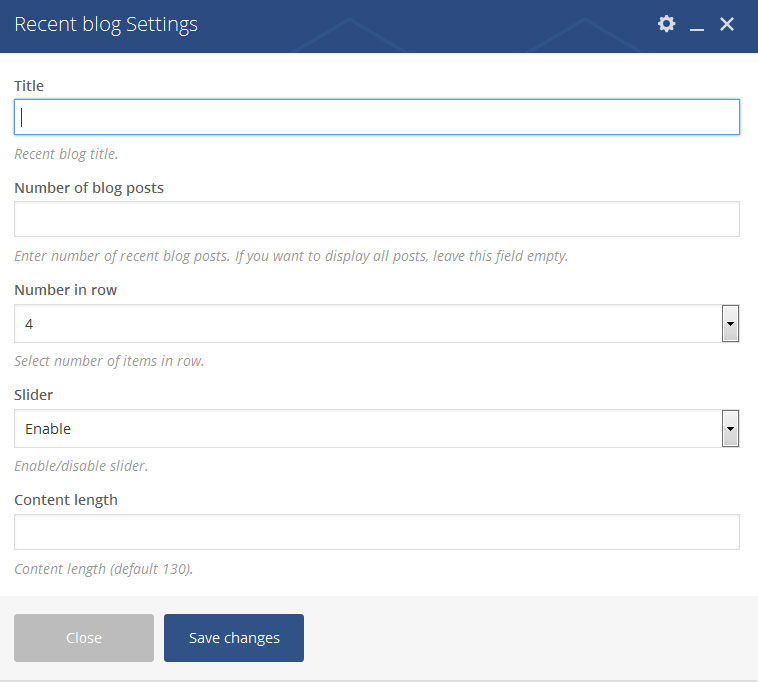 Recent blog Settings
Title
Recent blog title.
Number of blog posts
Enter number of recent blog posts. If you want to display all posts, leave this field empty.
Number in row
4
Select number of items in row.
Slider
Enable
Enable/disable slider.
Content length
Content length (default 130).
Close
Save changes